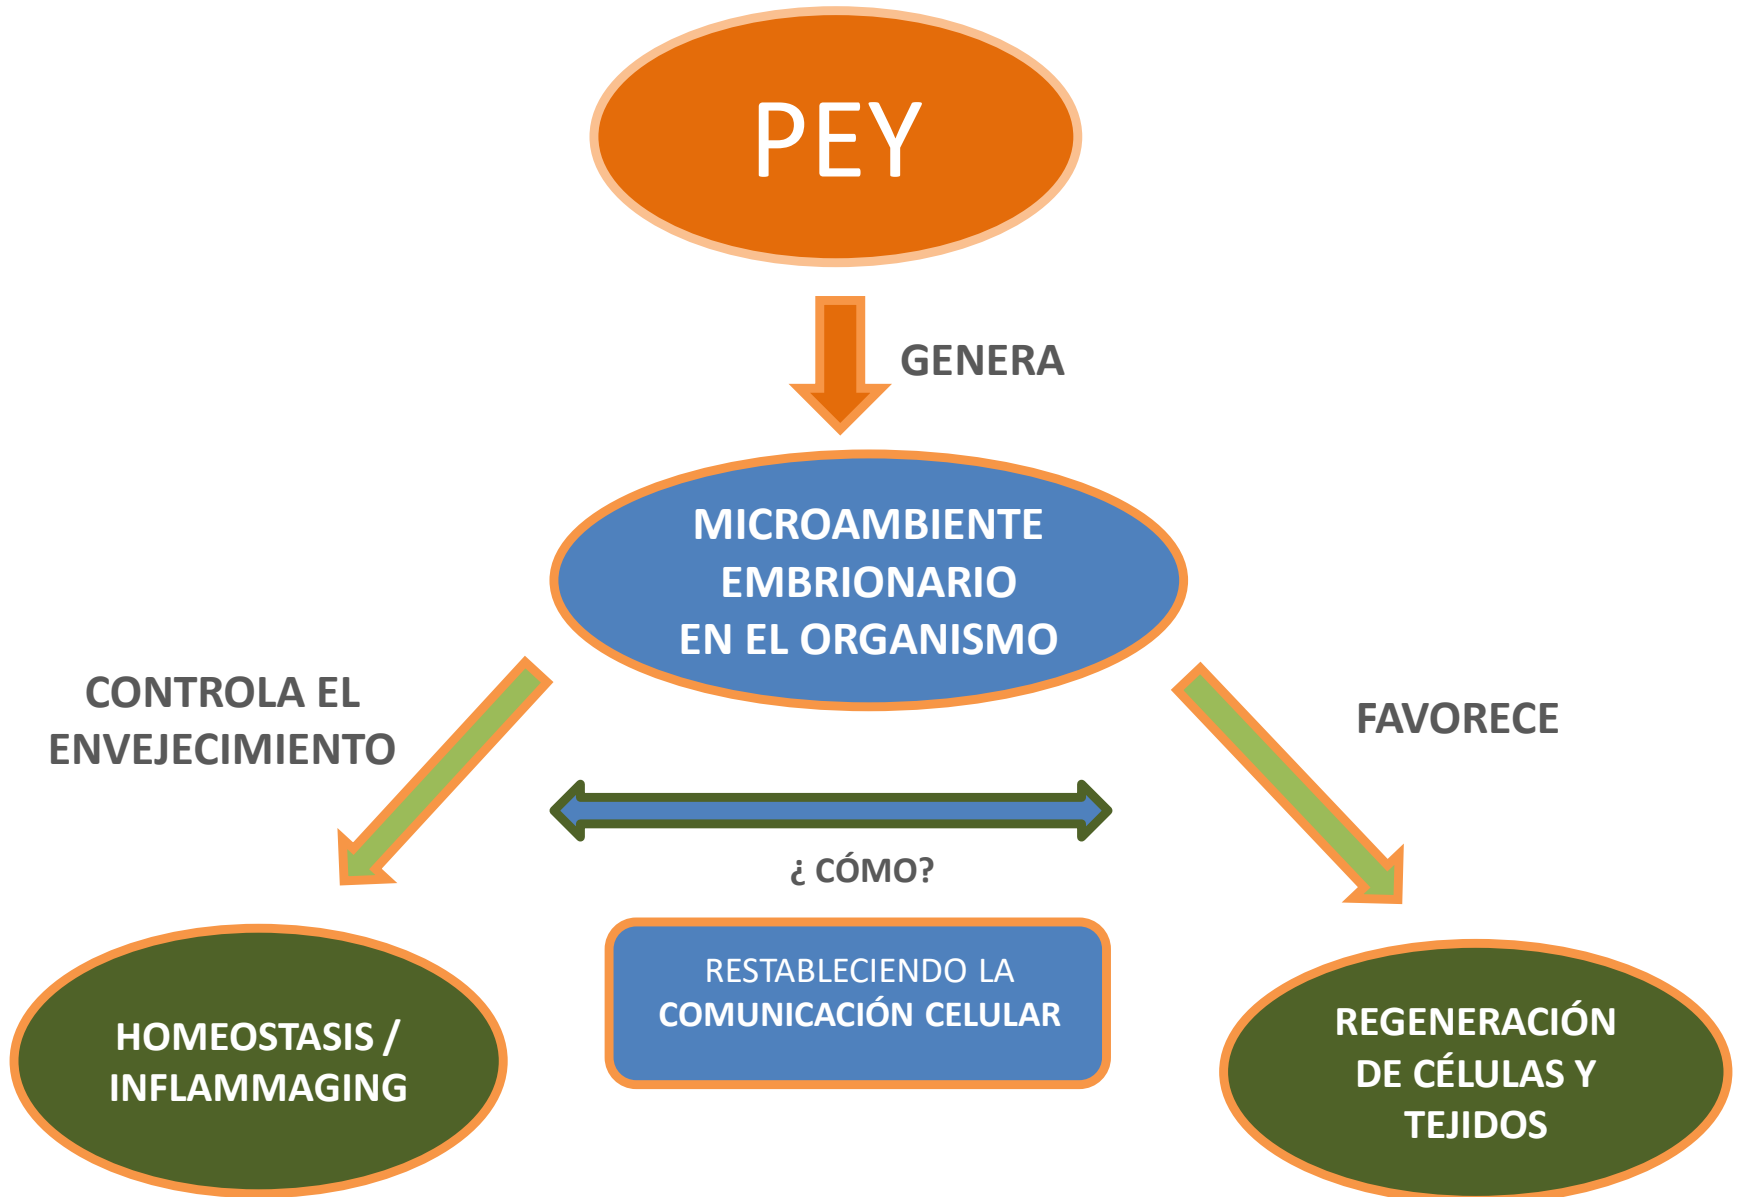 PEY
GENERA
MICROAMBIENTE
EMBRIONARIO
EN EL ORGANISMO
CONTROLA EL
ENVEJECIMIENTO
FAVORECE
¿ CÓMO?
RESTABLECIENDO LA
COMUNICACIÓN CELULAR
HOMEOSTASIS /
INFLAMMAGING
REGENERACIÓN
DE CÉLULAS Y
TEJIDOS